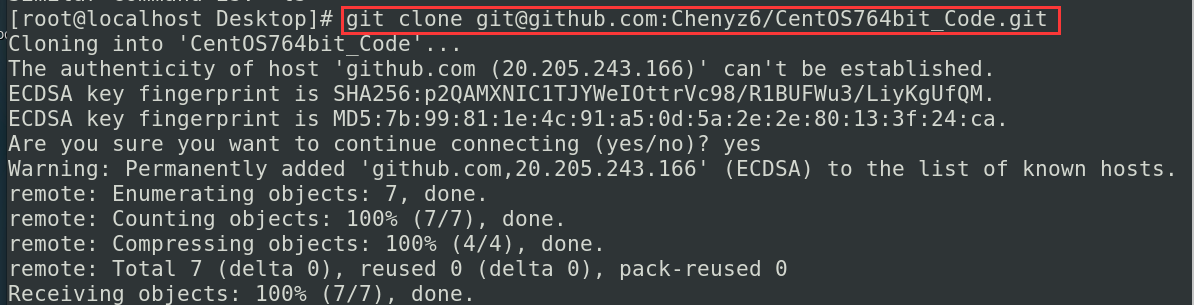 [root@localhost Desktop]# git clone git@github.com:Chenyz6/CentOS764bit_Code.git
Cloning into 'CentOS764bit_Code'...
The authenticity of host 'github.com (20.205.243.166)' can't be established.
ECDSA key fingerprint is SHA256:p2QAMXNIC1TJYWeIOttrVc98/R1BUFWu3/LiyKgUfQM.
ECDSA key fingerprint is MD5:7b:99:81:1e:4c:91:a5:0d:5a:2e:2e:80:13:3f:24:ca.
Are you sure you want to continue connecting (yes/no)? yes
Warning: Permanently added 'github.com,20.205.243.166' (ECDSA) to the list of known hosts.
remote: Enumerating objects: 7, done.
remote: Counting objects: 100% (7/7), done.
remote: Compressing objects: 100% (4/4), done.
remote: Total 7 (delta 0), reused 0 (delta 0), pack-reused 0
Receiving objects: 100% (7/7), done.